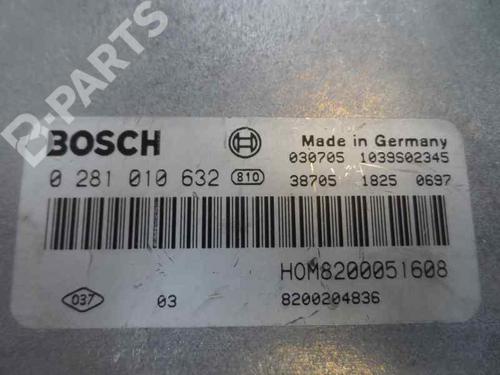 B-PARTS
BOSCH
Made in Germany
030705 1039S02345
0 281 010 632 810
38705 1825 0697
HOM8200051608
037 03 8200204836